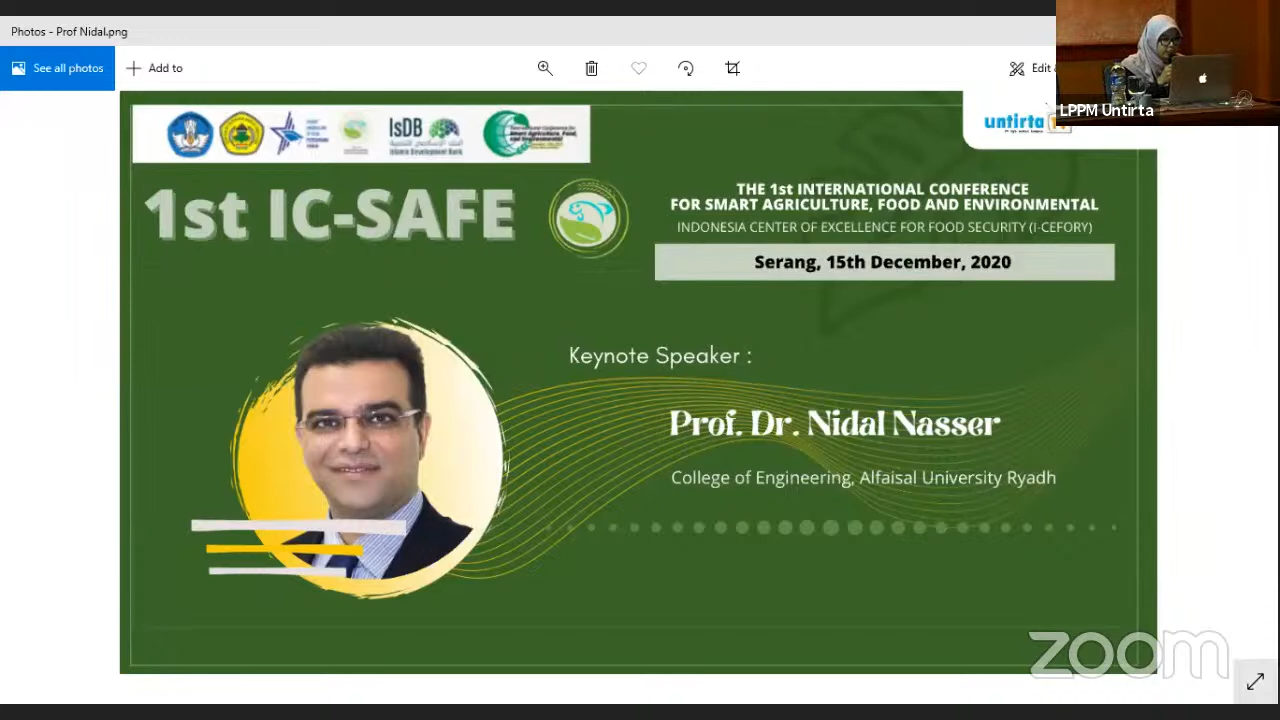 Photos - Prof Nidal.png
See all photos
Add to
Edit &
LPPM Untirta
untirta
IsDB
Islamic Development Bank
1st IC-SAFE
THE 1st INTERNATIONAL CONFERENCE
FOR SMART AGRICULTURE, FOOD AND ENVIRONMENTAL
INDONESIA CENTER OF EXCELLENCE FOR FOOD SECURITY (I-CEFORY)
Serang, 15th December, 2020
Keynote Speaker :
Prof. Dr. Nidal Nasser
College of Engineering, Alfaisal University Ryadh
zoom